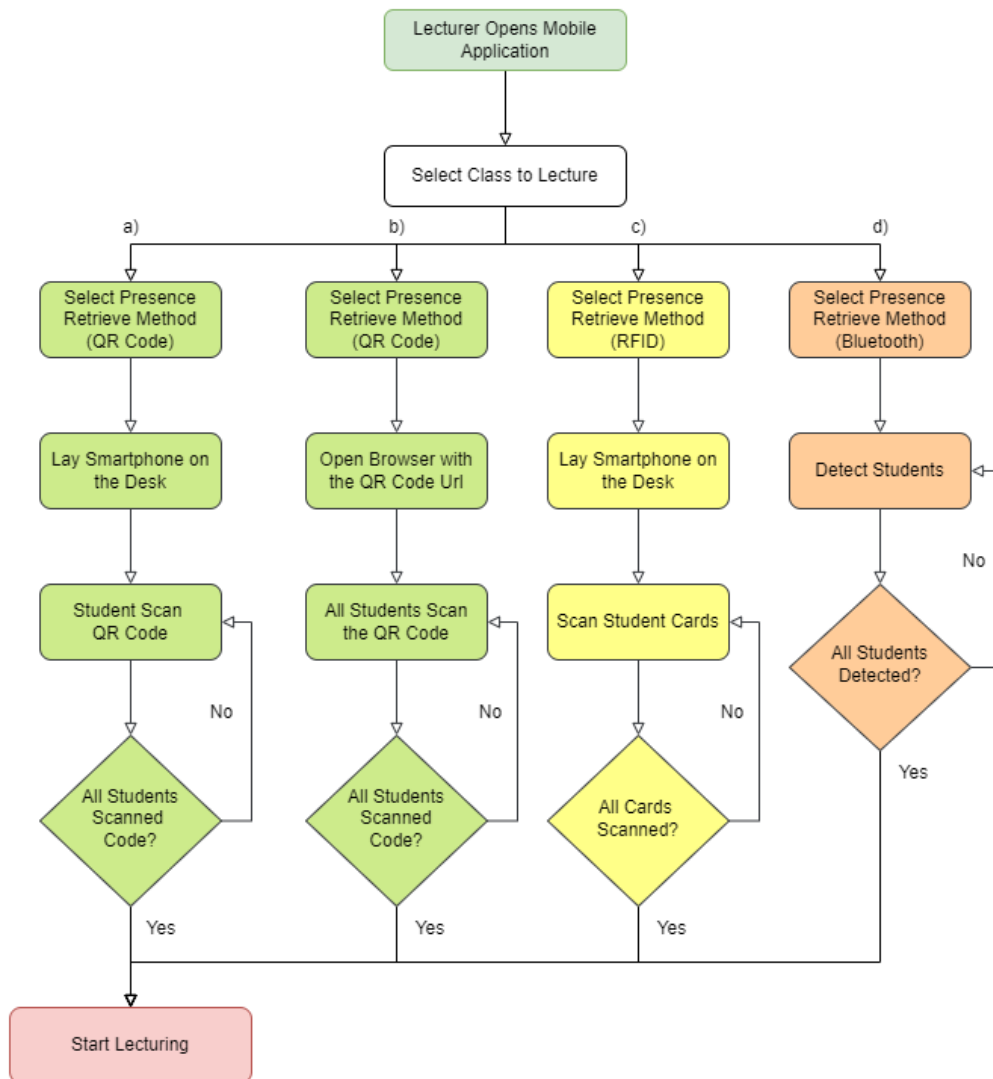 Lecturer Opens Mobile
Application
Select Class to Lecture
a)
b)
c)
d)
Select Presence
Retrieve Method
(QR Code)
Select Presence
Retrieve Method
(QR Code)
Select Presence
Retrieve Method
(RFID)
Select Presence
Retrieve Method
(Bluetooth)
Lay Smartphone on
the Desk
Open Browser with
the QR Code Url
Lay Smartphone on
the Desk
Detect Students
No
Student Scan
QR Code
All Students Scan
the QR Code
Scan Student Cards
All Students
Detected?
No
No
No
Yes
All Students
Scanned
Code?
All Students
Scanned
Code?
All Cards
Scanned?
Yes
Yes
Yes
Start Lecturing